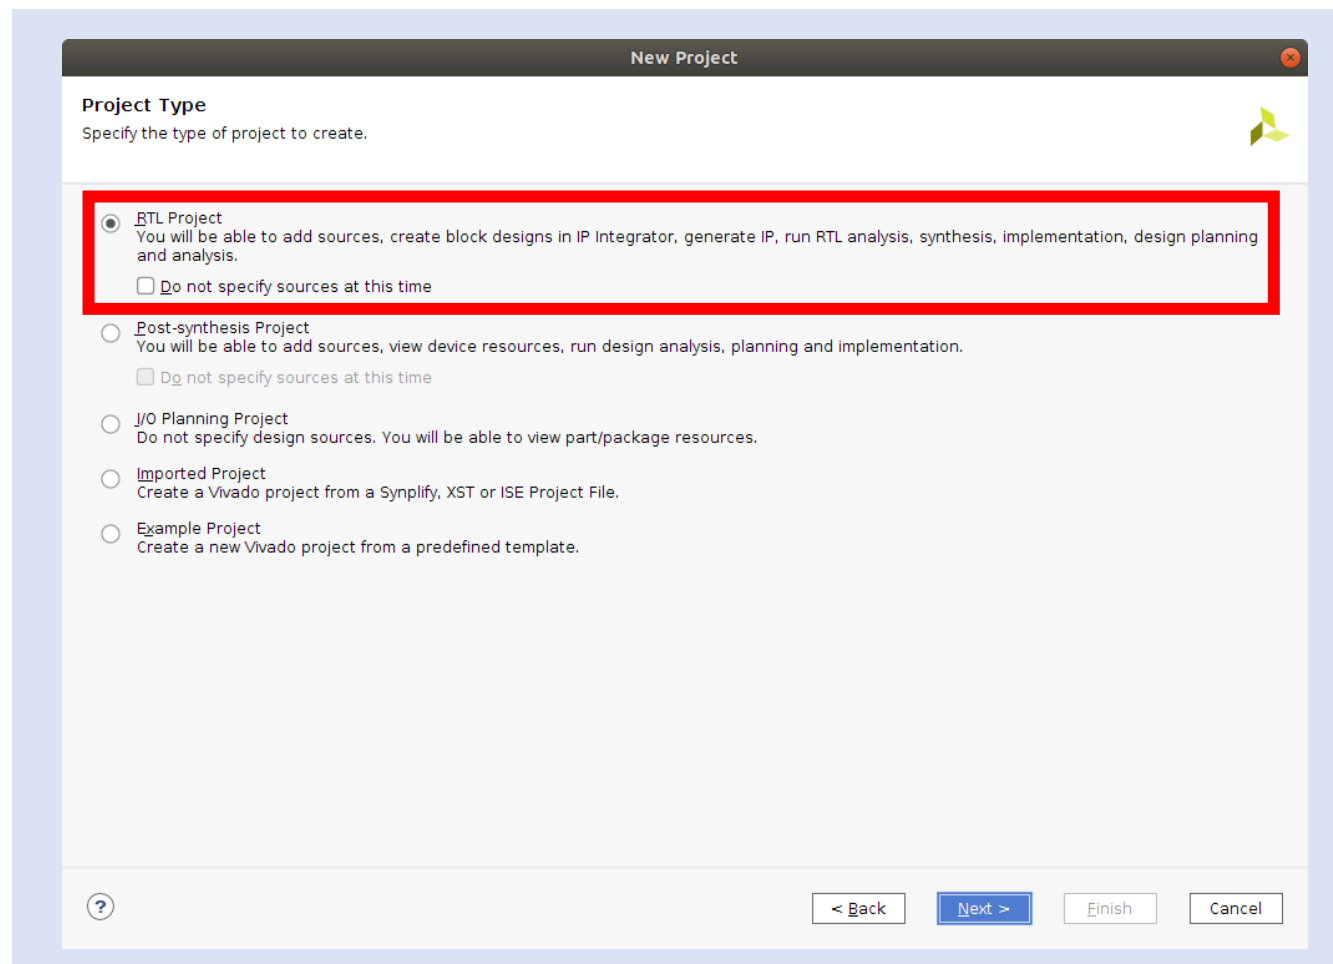 New Project
Project Type
Specify the type of project to create.
RTL Project
You will be able to add sources, create block designs in IP Integrator, generate IP, run RTL analysis, synthesis, implementation, design planning
and analysis.
Do not specify sources at this time
Post-synthesis Project
You will be able to add sources, view device resources, run design analysis, planning and implementation.
Do not specify sources at this time
I/O Planning Project
Do not specify design sources. You will be able to view part/package resources.
Imported Project
Create a Vivado project from a Synplify, XST or ISE Project File.
Example Project
Create a new Vivado project from a predefined template.
?
< Back
Next >
Finish
Cancel